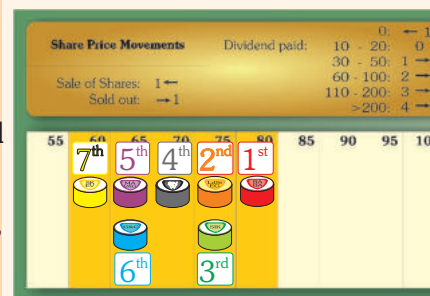 Share Price Movements Dividend paid:
0: ← 1
10 - 20: 0
30 - 50: 1 →
60 - 100: 2 →
110 - 200: 3 →
>200: 4 →
Sale of Shares: 1 ←
Sold out: → 1
55 60 65 70 75 80 85 90 95
7th 5th 4th 2nd 1st
6th 3rd